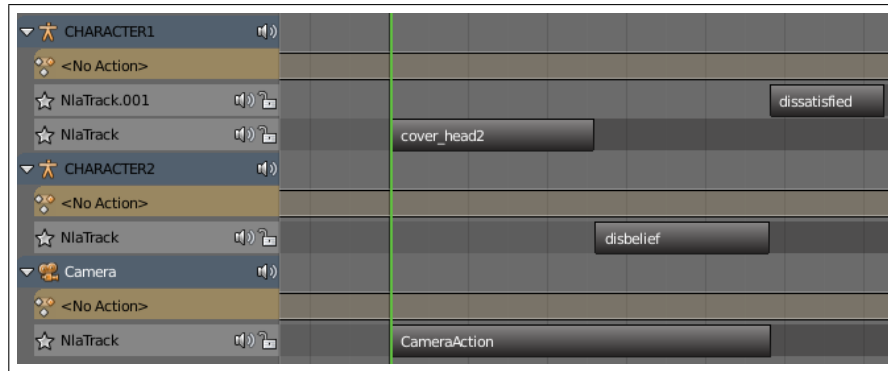 CHARACTER1
<No Action>
NlaTrack.001 dissatisfied
NlaTrack cover_head2
CHARACTER2
<No Action>
NlaTrack disbelief
Camera
<No Action>
NlaTrack CameraAction